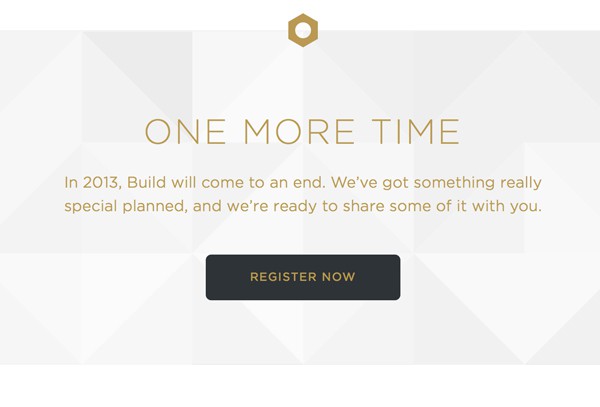 ONE MORE TIME
In 2013, Build will come to an end. We’ve got something really
special planned, and we’re ready to share some of it with you.
REGISTER NOW